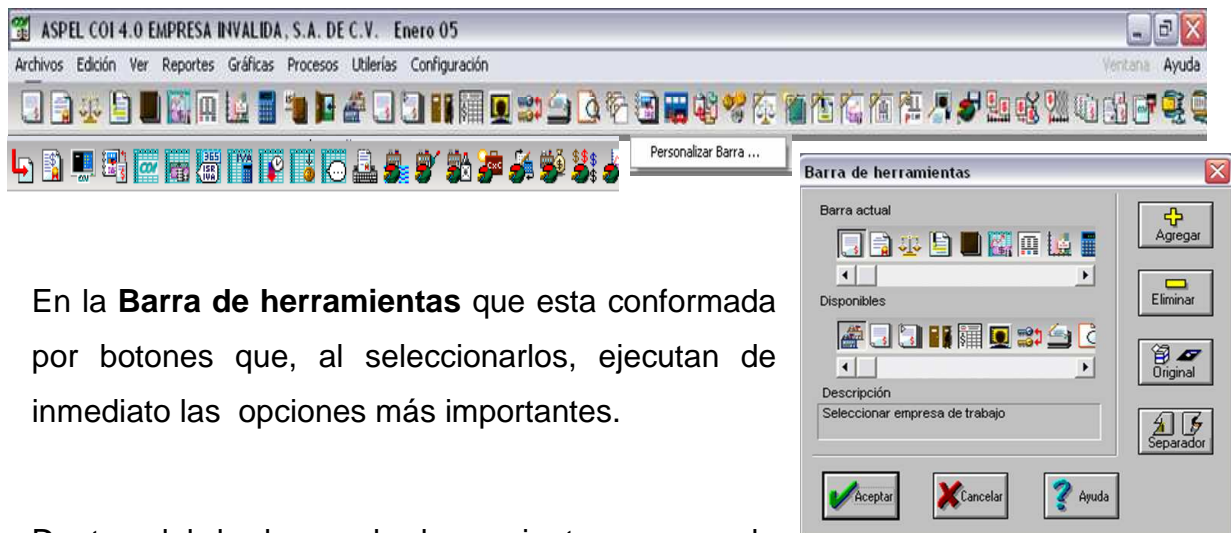 ASPEL COI 4.0 EMPRESA INVALIDA, S.A. DE C.V. Enero 05
Archivos Edición Ver Reportes Gráficas Procesos Utilerías Configuración Ventana Ayuda
Personalizar Barra ...
Barra de herramientas
Barra actual
Agregar
Disponibles
Eliminar
Original
Descripción
Seleccionar empresa de trabajo
Separador
Aceptar Cancelar Ayuda
En la Barra de herramientas que esta conformada
por botones que, al seleccionarlos, ejecutan de
inmediato las opciones más importantes.